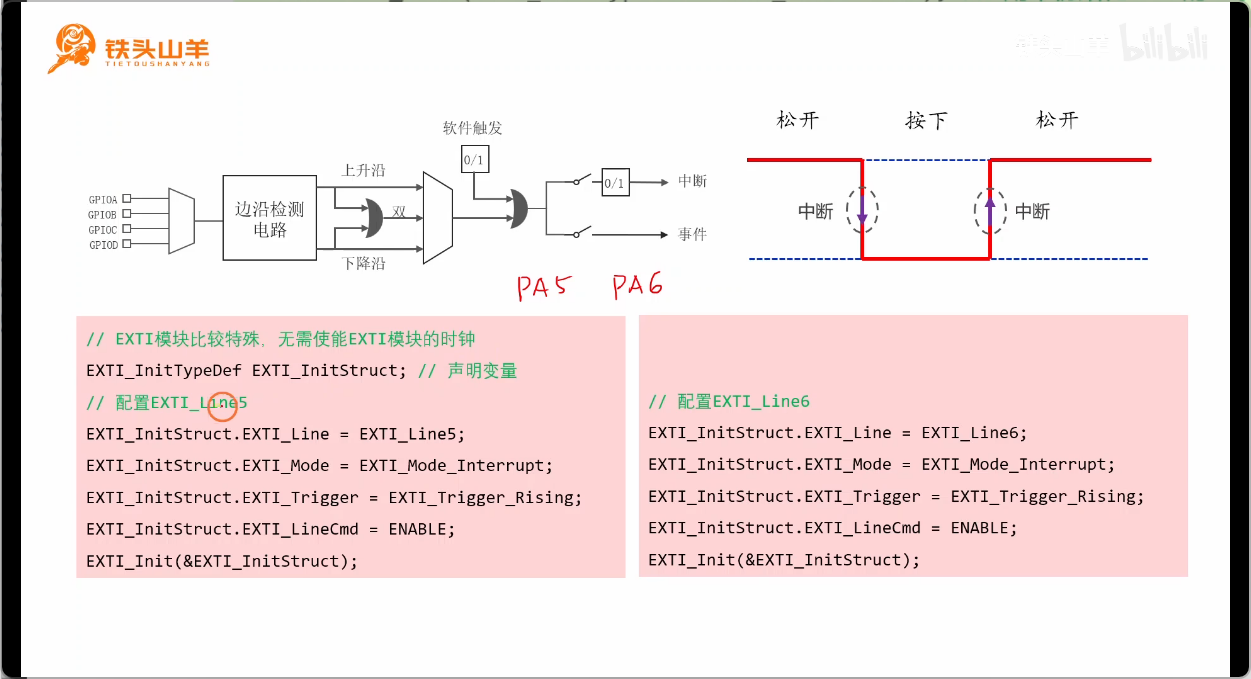 铁头山羊
TIETOUSHANYANG
bilibili
松开 按下 松开
软件触发
0/1
上升沿
GPIOA
GPIOB
GPIOC
GPIOD
边沿检测
电路
双
下降沿
0/1
中断
事件
中断 中断
PA5 PA6
// EXTI模块比较特殊，无需使能EXTI模块的时钟
EXTI_InitTypeDef EXTI_InitStruct; // 声明变量
// 配置EXTI_Line5
EXTI_InitStruct.EXTI_Line = EXTI_Line5;
EXTI_InitStruct.EXTI_Mode = EXTI_Mode_Interrupt;
EXTI_InitStruct.EXTI_Trigger = EXTI_Trigger_Rising;
EXTI_InitStruct.EXTI_LineCmd = ENABLE;
EXTI_Init(&EXTI_InitStruct);
// 配置EXTI_Line6
EXTI_InitStruct.EXTI_Line = EXTI_Line6;
EXTI_InitStruct.EXTI_Mode = EXTI_Mode_Interrupt;
EXTI_InitStruct.EXTI_Trigger = EXTI_Trigger_Rising;
EXTI_InitStruct.EXTI_LineCmd = ENABLE;
EXTI_Init(&EXTI_InitStruct);